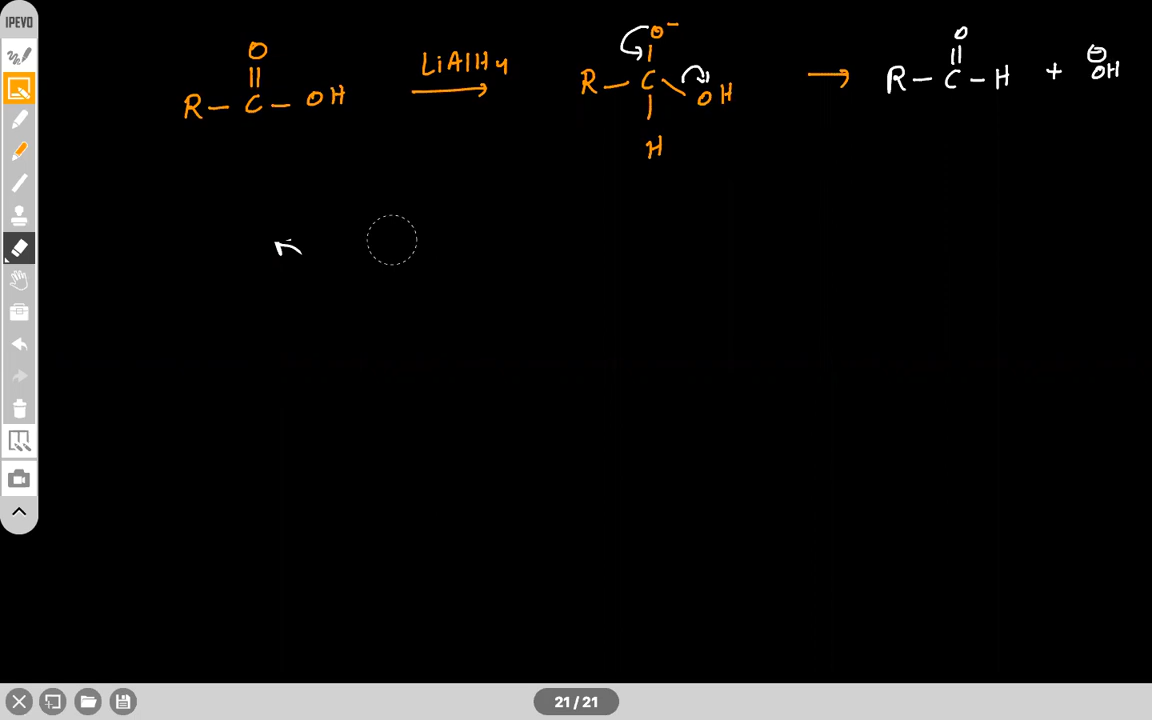 IPEVO
O
||
R – C – OH
LiAlH4
⟶
O⁻
|
R – C \ OH
|
H
⟶
O
||
R – C – H + ⊖OH
21 / 21